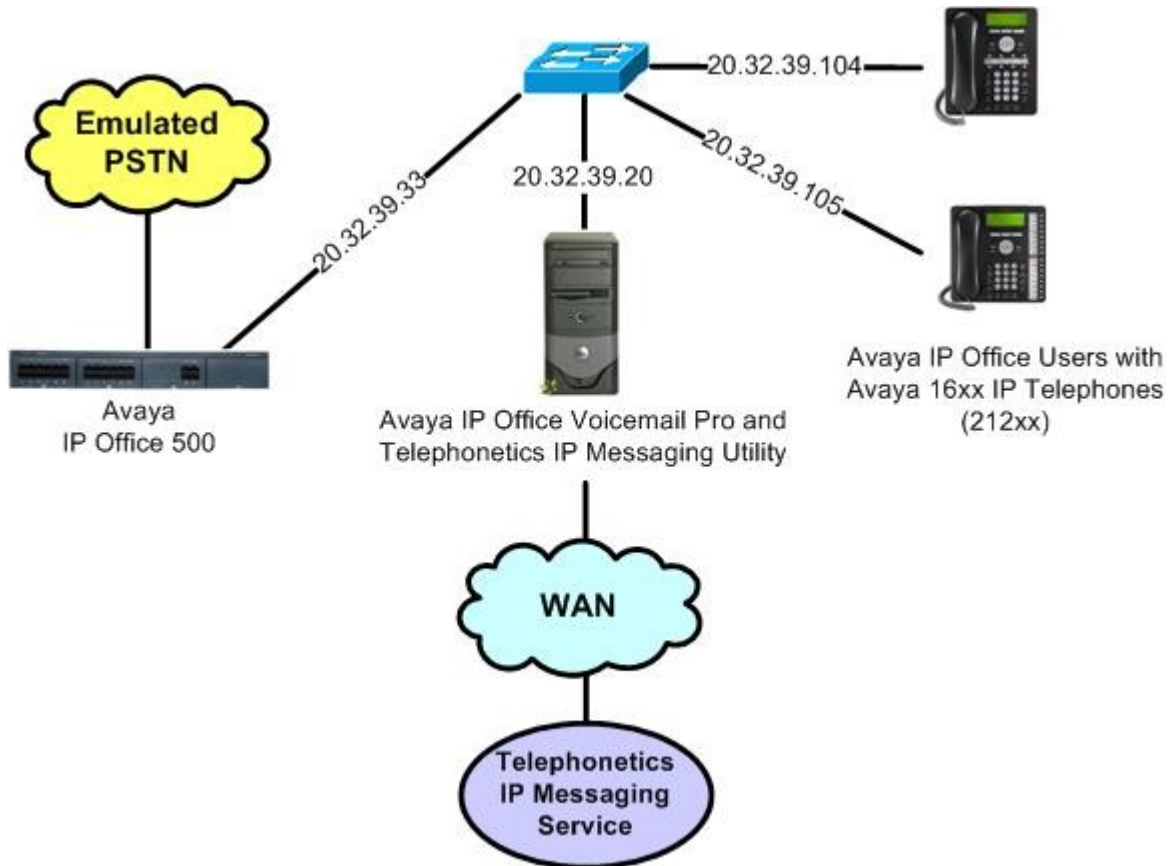 20.32.39.104
Emulated
PSTN
20.32.39.33
20.32.39.20
20.32.39.105
Avaya
IP Office 500
Avaya IP Office Voicemail Pro and
Telephonetics IP Messaging Utility
Avaya IP Office Users with
Avaya 16xx IP Telephones
(212xx)
WAN
Telephonetics
IP Messaging
Service